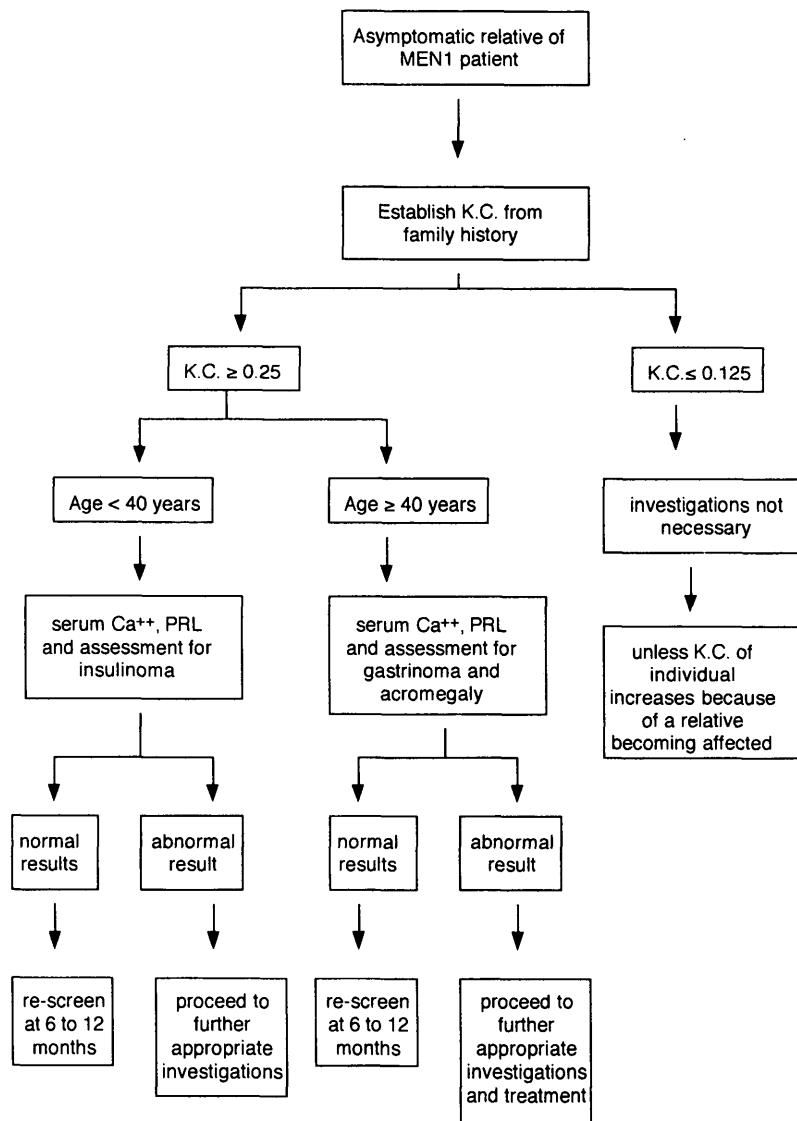 Asymptomatic relative of
MEN1 patient
Establish K.C. from
family history
K.C. ≥ 0.25
K.C.≤ 0.125
Age < 40 years
Age ≥ 40 years
investigations not
necessary
serum Ca++, PRL
and assessment for
insulinoma
serum Ca++, PRL
and assessment for
gastrinoma and
acromegaly
unless K.C. of
individual
increases because
of a relative
becoming affected
normal
results
abnormal
result
normal
results
abnormal
result
re-screen
at 6 to 12
months
proceed to
further
appropriate
investigations
re-screen
at 6 to 12
months
proceed to
further
appropriate
investigations
and treatment